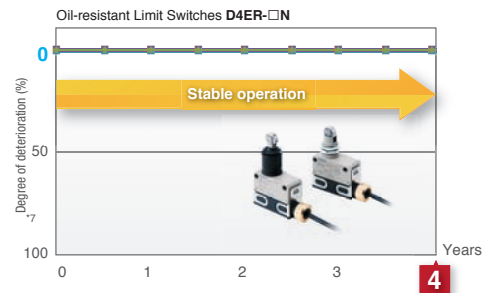 Oil-resistant Limit Switches D4ER-□N
0
Stable operation
50
100
Degree of deterioration (%)
*7
0 1 2 3 4
Years